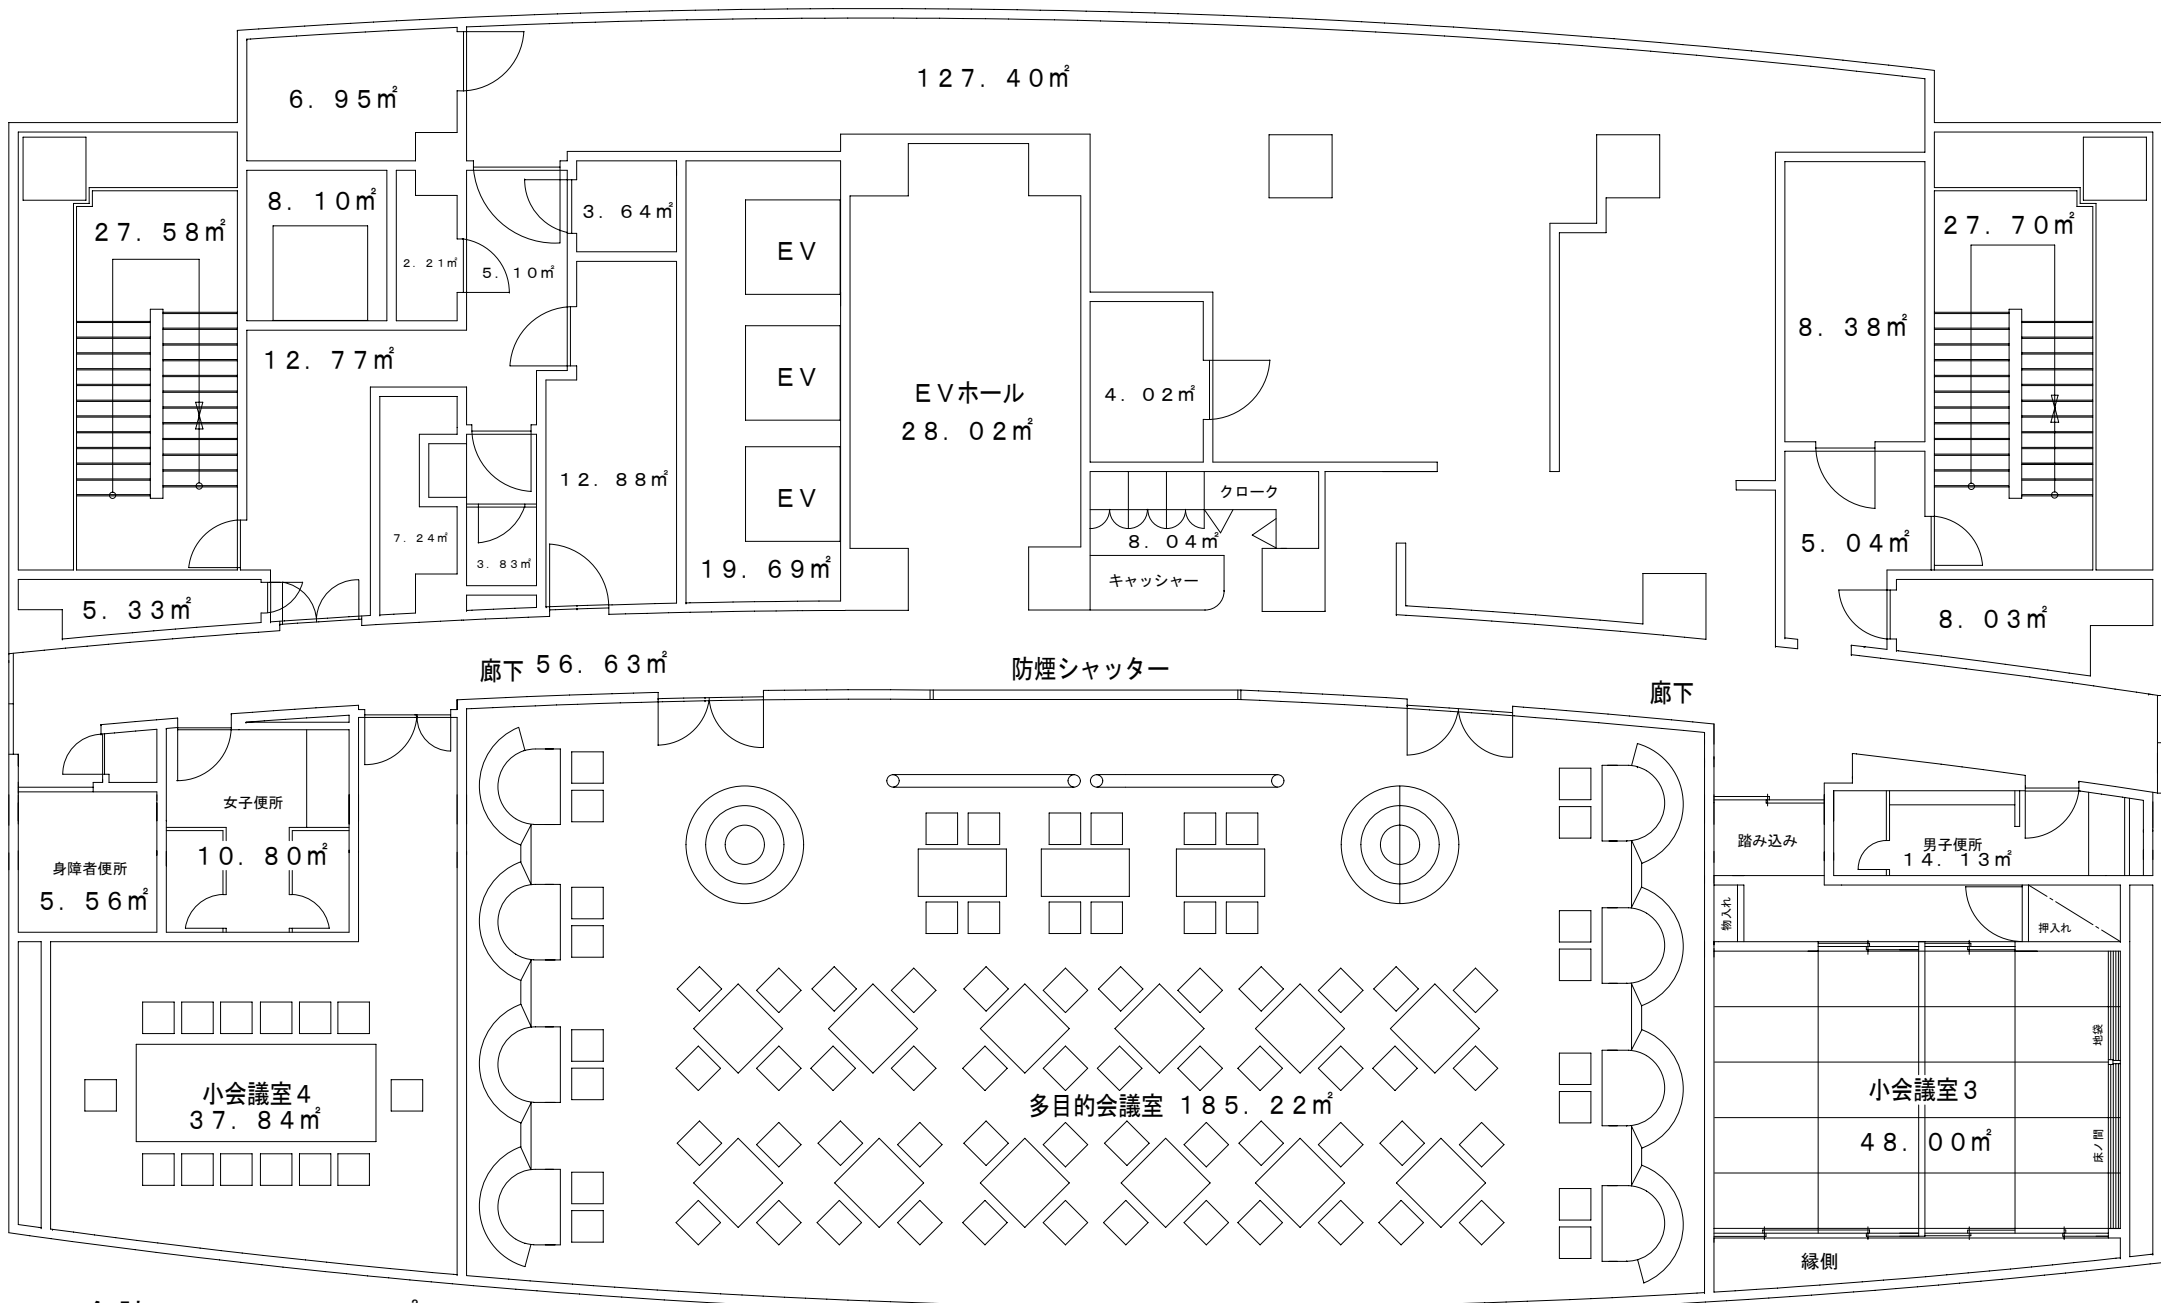 127.40㎡
6.95㎡
8.10㎡
3.64㎡
27.58㎡
27.70㎡
EV
2.21㎡
5.10㎡
8.38㎡
12.77㎡
EV
EVホール
28.02㎡
4.02㎡
12.88㎡
EV
クローク
7.24㎡
8.04㎡
5.04㎡
3.83㎡
19.69㎡
キャッシャー
5.33㎡
8.03㎡
廊下 56.63㎡
防煙シャッター
廊下
女子便所
10.80㎡
踏み込み
男子便所
14.13㎡
身障者便所
5.56㎡
物入れ
押入れ
地袋
小会議室4
37.84㎡
多目的会議室 185.22㎡
小会議室3
48.00㎡
床ノ間
縁側